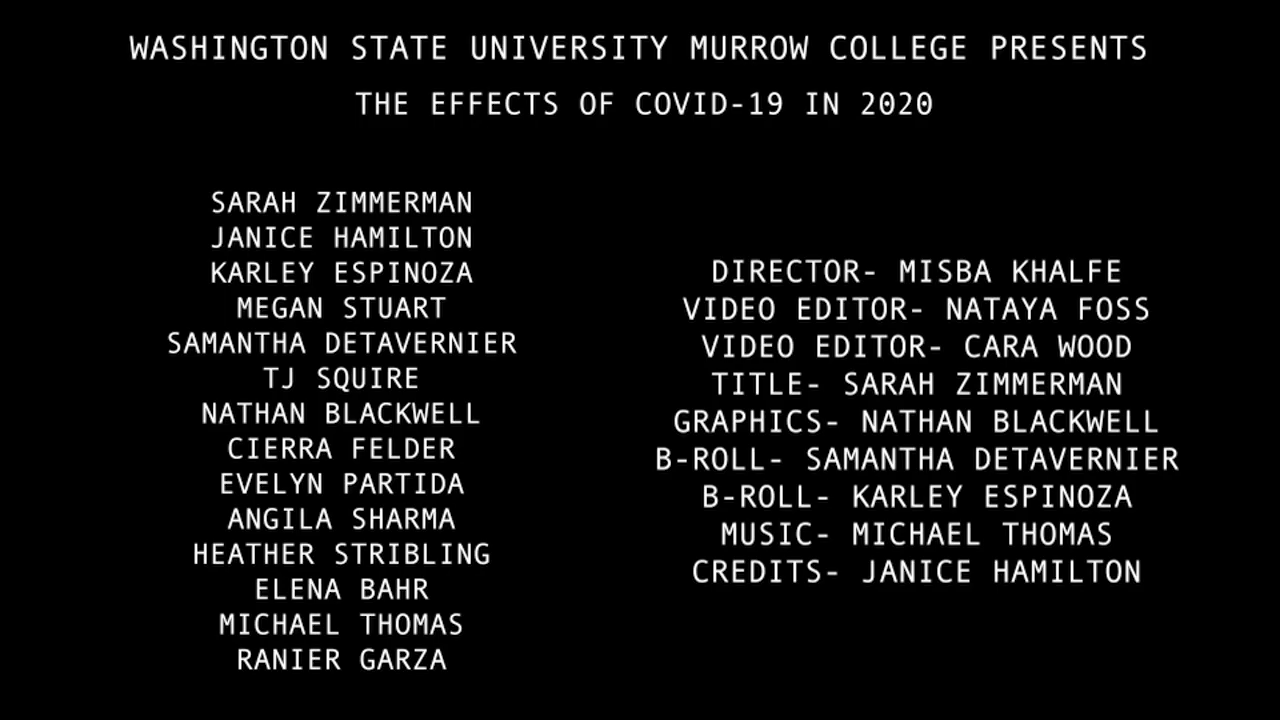 WASHINGTON STATE UNIVERSITY MURROW COLLEGE PRESENTS
THE EFFECTS OF COVID-19 IN 2020
SARAH ZIMMERMAN
JANICE HAMILTON
KARLEY ESPINOZA
MEGAN STUART
SAMANTHA DETAVERNIER
TJ SQUIRE
NATHAN BLACKWELL
CIERRA FELDER
EVELYN PARTIDA
ANGILA SHARMA
HEATHER STRIBLING
ELENA BAHR
MICHAEL THOMAS
RANIER GARZA
DIRECTOR- MISBA KHALFE
VIDEO EDITOR- NATAYA FOSS
VIDEO EDITOR- CARA WOOD
TITLE- SARAH ZIMMERMAN
GRAPHICS- NATHAN BLACKWELL
B-ROLL- SAMANTHA DETAVERNIER
B-ROLL- KARLEY ESPINOZA
MUSIC- MICHAEL THOMAS
CREDITS- JANICE HAMILTON